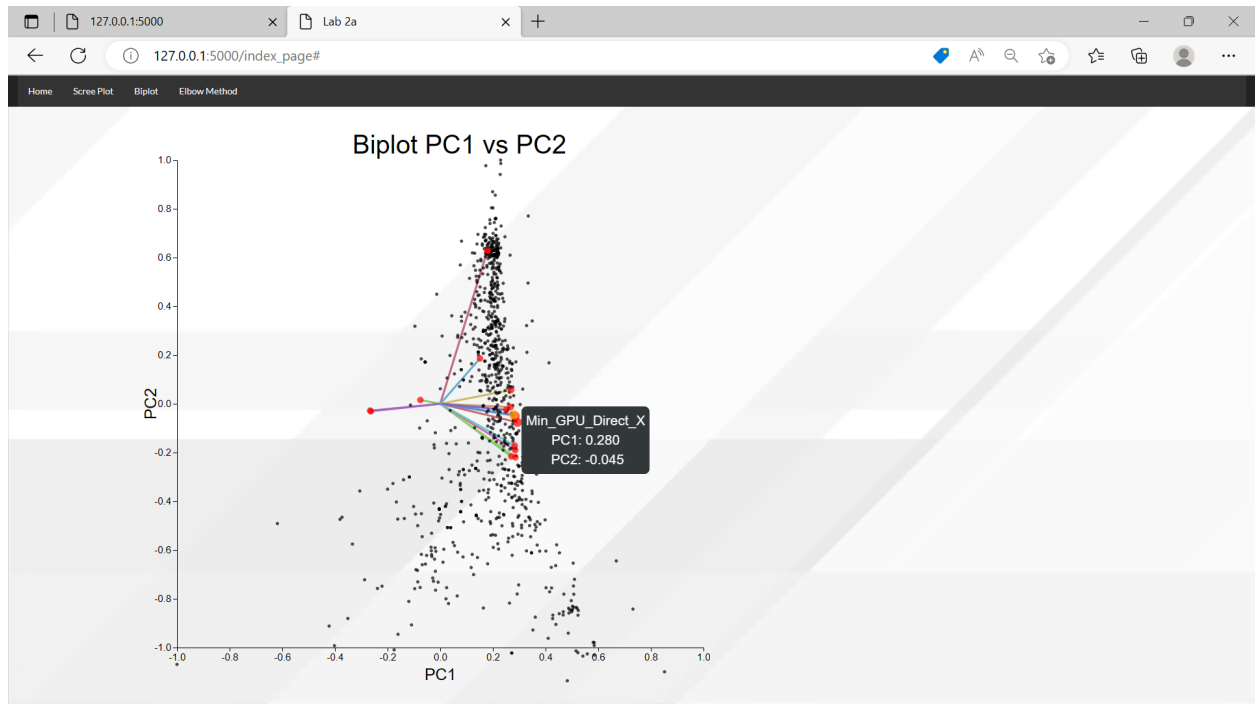 127.0.0.1:5000
Lab 2a
127.0.0.1:5000/index_page#
Home Scree Plot Biplot Elbow Method
Biplot PC1 vs PC2
1.0
0.8
0.6
0.4
0.2
0.0
-0.2
-0.4
-0.6
-0.8
-1.0
PC2
Min_GPU_Direct_X
PC1: 0.280
PC2: -0.045
-1.0 -0.8 -0.6 -0.4 -0.2 0.0 0.2 0.4 0.6 0.8 1.0
PC1